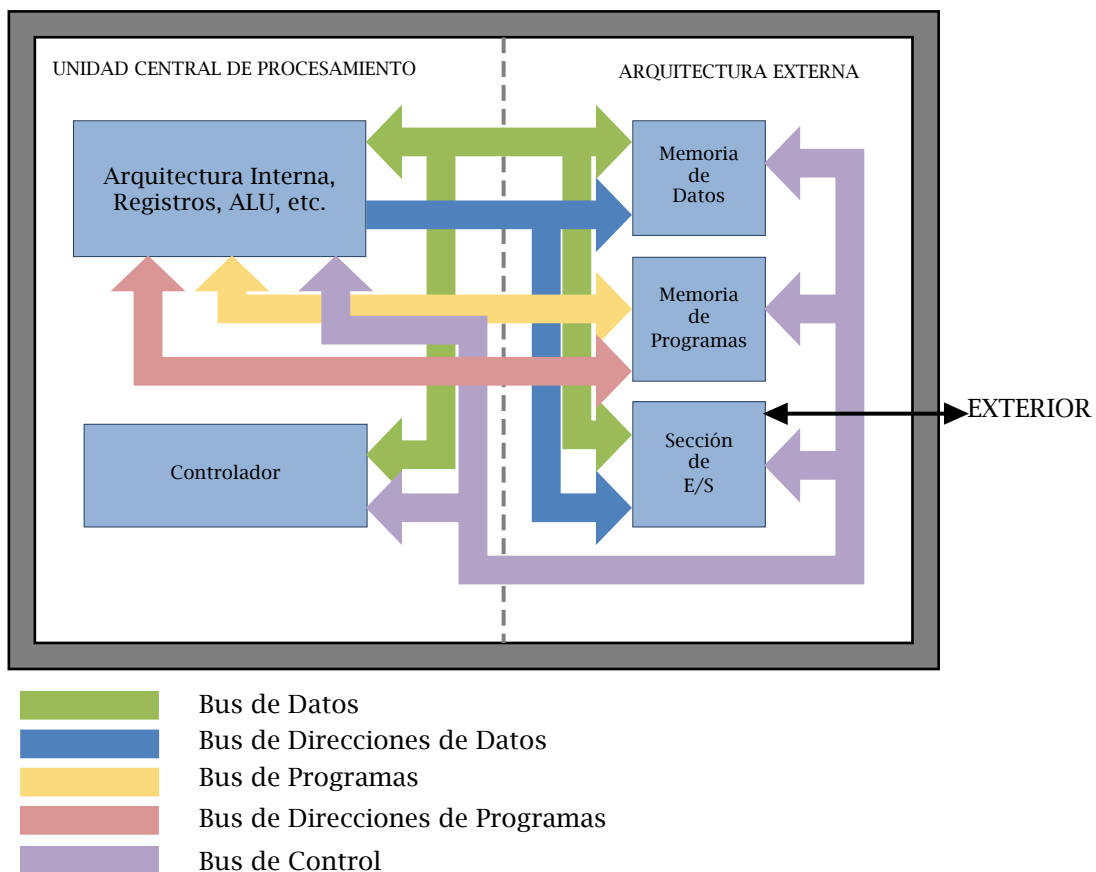 UNIDAD CENTRAL DE PROCESAMIENTO
ARQUITECTURA EXTERNA
Arquitectura Interna,
Registros, ALU, etc.
Memoria
de
Datos
Memoria
de
Programas
Controlador
Sección
de
E/S
EXTERIOR
Bus de Datos
Bus de Direcciones de Datos
Bus de Programas
Bus de Direcciones de Programas
Bus de Control